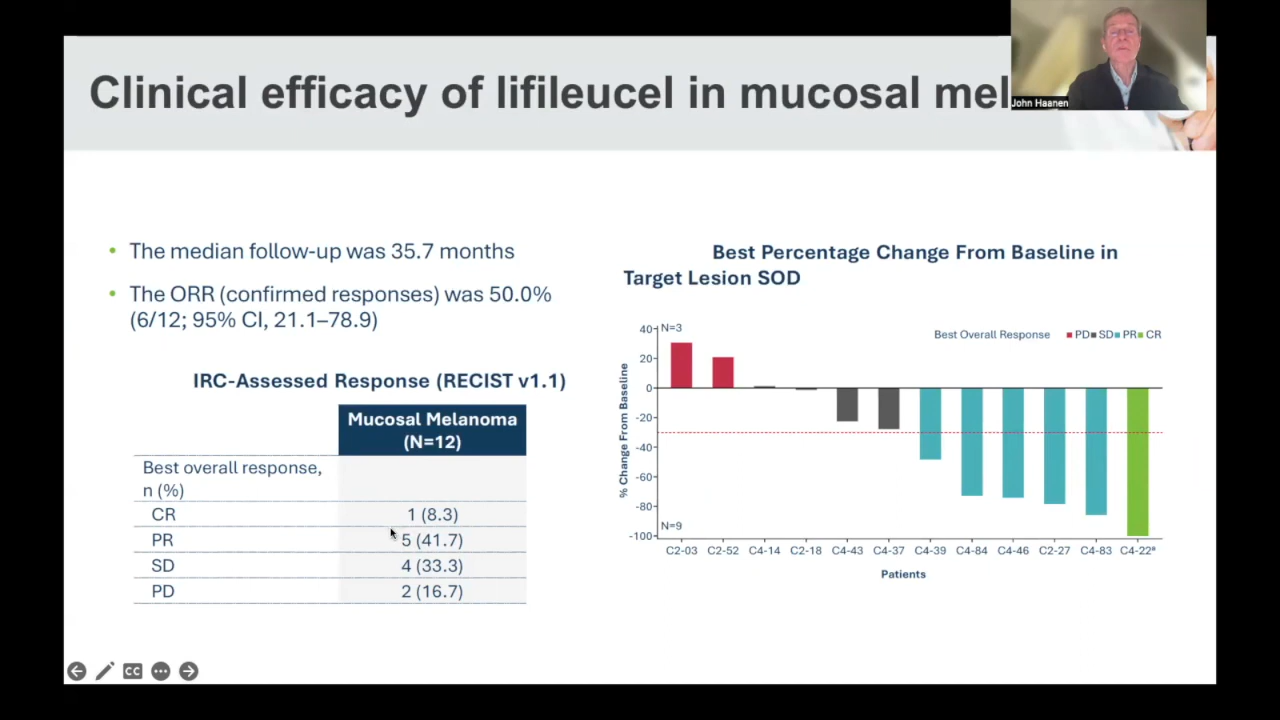 Clinical efficacy of lifileucel in mucosal mel
John Haanen
• The median follow-up was 35.7 months
• The ORR (confirmed responses) was 50.0%
(6/12; 95% CI, 21.1–78.9)
IRC-Assessed Response (RECIST v1.1)
Mucosal Melanoma
(N=12)
Best overall response,
n (%)
CR 1 (8.3)
PR 5 (41.7)
SD 4 (33.3)
PD 2 (16.7)
Best Percentage Change From Baseline in
Target Lesion SOD
N=3
Best Overall Response PD SD PR CR
% Change From Baseline
40
20
0
-20
-40
-60
-80
-100
N=9
C2-03 C2-52 C4-14 C2-18 C4-43 C4-37 C4-39 C4-84 C4-46 C2-27 C4-83 C4-22ª
Patients
CC